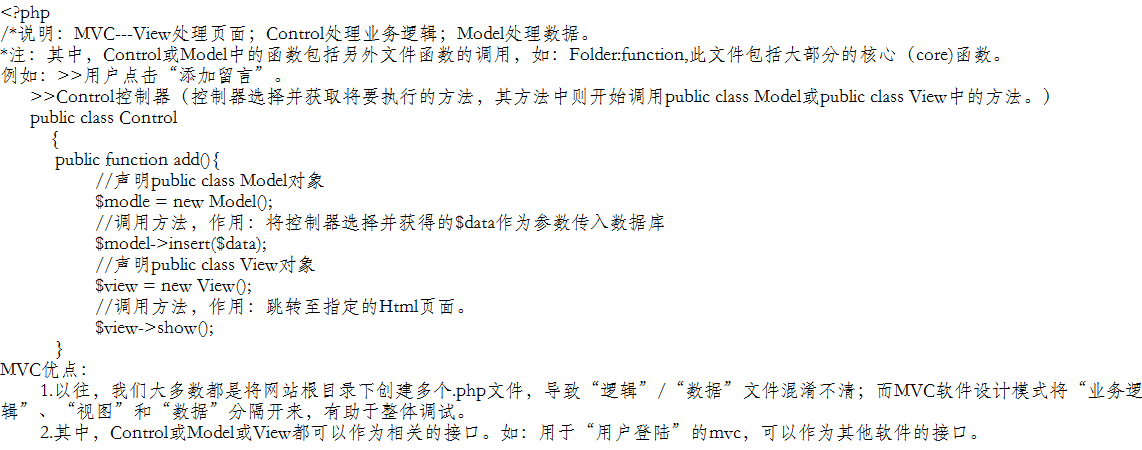 <?php
/*说明：MVC---View处理页面；Control处理业务逻辑；Model处理数据。
*注：其中，Control或Model中的函数包括另外文件函数的调用，如：Folder:function,此文件包括大部分的核心（core)函数。
例如：>>用户点击“添加留言”。
>>Control控制器（控制器选择并获取将要执行的方法，其方法中则开始调用public class Model或public class View中的方法。）
public class Control
{
public function add(){
//声明public class Model对象
$modle = new Model();
//调用方法，作用：将控制器选择并获得的$data作为参数传入数据库
$model->insert($data);
//声明public class View对象
$view = new View();
//调用方法，作用：跳转至指定的Html页面。
$view->show();
}
MVC优点：
1.以往，我们大多数都是将网站根目录下创建多个.php文件，导致“逻辑”/“数据”文件混淆不清；而MVC软件设计模式将“业务逻
辑”、“视图”和“数据”分隔开来，有助于整体调试。
2.其中，Control或Model或View都可以作为相关的接口。如：用于“用户登陆”的mvc，可以作为其他软件的接口。